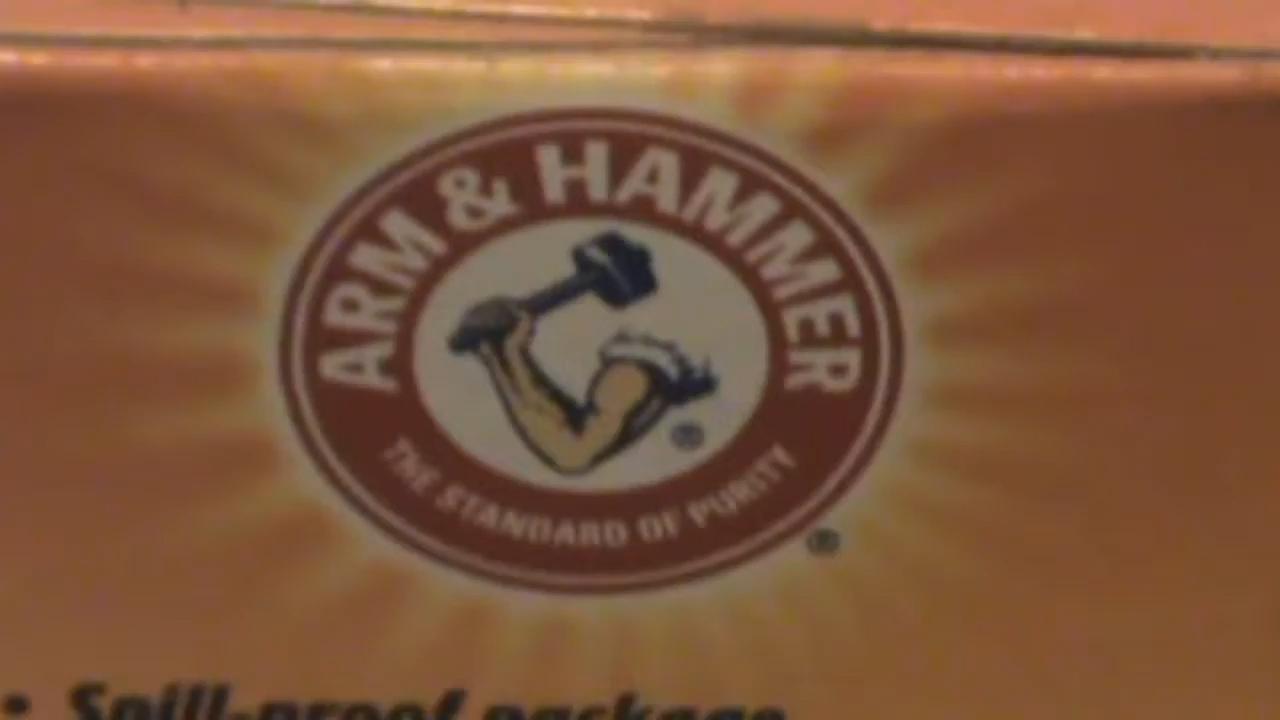 ARM & HAMMER
®
THE STANDARD OF PURITY
®
• Spill-proof package